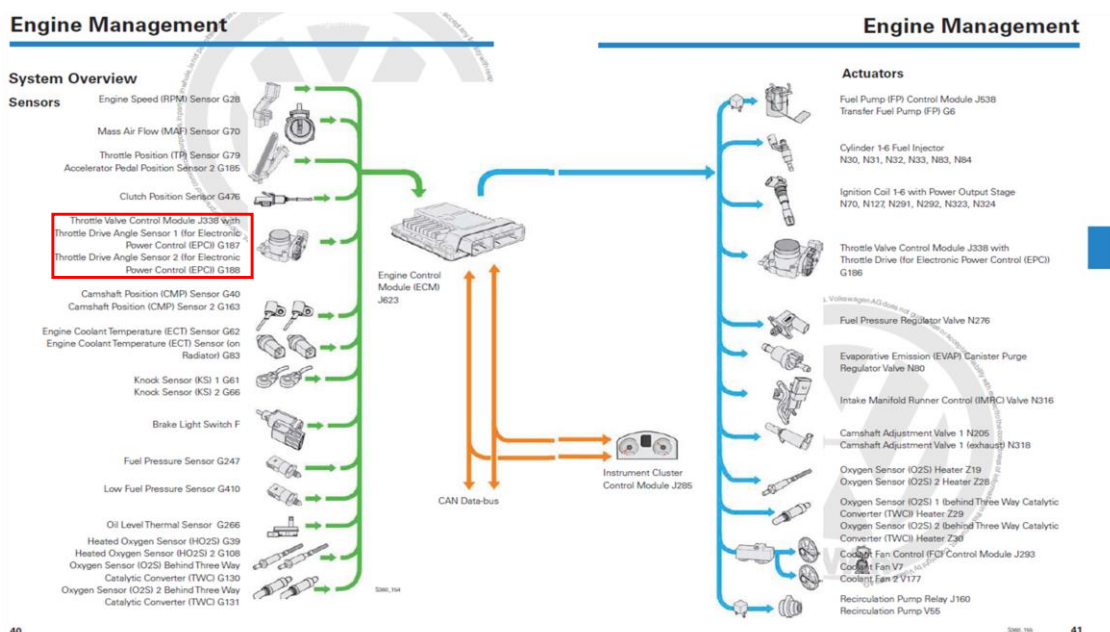 Engine Management
Engine Management
System Overview
Sensors
Engine Speed (RPM) Sensor G28
Mass Air Flow (MAF) Sensor G70
Throttle Position (TP) Sensor G79
Accelerator Pedal Position Sensor 2 G185
Clutch Position Sensor G476
Throttle Valve Control Module J338 with
Throttle Drive Angle Sensor 1 (for Electronic
Power Control (EPC)) G187
Throttle Drive Angle Sensor 2 (for Electronic
Power Control (EPC)) G188
Camshaft Position (CMP) Sensor G40
Camshaft Position (CMP) Sensor 2 G163
Engine Coolant Temperature (ECT) Sensor G62
Engine Coolant Temperature (ECT) Sensor (on
Radiator) G83
Knock Sensor (KS) 1 G61
Knock Sensor (KS) 2 G66
Brake Light Switch F
Fuel Pressure Sensor G247
Low Fuel Pressure Sensor G410
Oil Level Thermal Sensor G266
Heated Oxygen Sensor (HO2S) G39
Heated Oxygen Sensor (HO2S) 2 G108
Oxygen Sensor (O2S) Behind Three Way
Catalytic Converter (TWC) G130
Oxygen Sensor (O2S) 2 Behind Three Way
Catalytic Converter (TWC) G131
S360_154
40
Engine Control
Module (ECM)
J623
CAN Data-bus
Instrument Cluster
Control Module J285
Actuators
Fuel Pump (FP) Control Module J538
Transfer Fuel Pump (FP) G6
Cylinder 1-6 Fuel Injector
N30, N31, N32, N33, N83, N84
Ignition Coil 1-6 with Power Output Stage
N70, N127, N291, N292, N323, N324
Throttle Valve Control Module J338 with
Throttle Drive (for Electronic Power Control (EPC))
G186
Fuel Pressure Regulator Valve N276
Evaporative Emission (EVAP) Canister Purge
Regulator Valve N80
Intake Manifold Runner Control (IMRC) Valve N316
Camshaft Adjustment Valve 1 N205
Camshaft Adjustment Valve 1 (exhaust) N318
Oxygen Sensor (O2S) Heater Z19
Oxygen Sensor (O2S) 2 Heater Z28
Oxygen Sensor (O2S) 1 (behind Three Way Catalytic
Converter (TWC)) Heater Z29
Oxygen Sensor (O2S) 2 (behind Three Way Catalytic
Converter (TWC)) Heater Z30
Coolant Fan Control (FC) Control Module J293
Coolant Fan V7
Coolant Fan 2 V177
Recirculation Pump Relay J160
Recirculation Pump V55
41